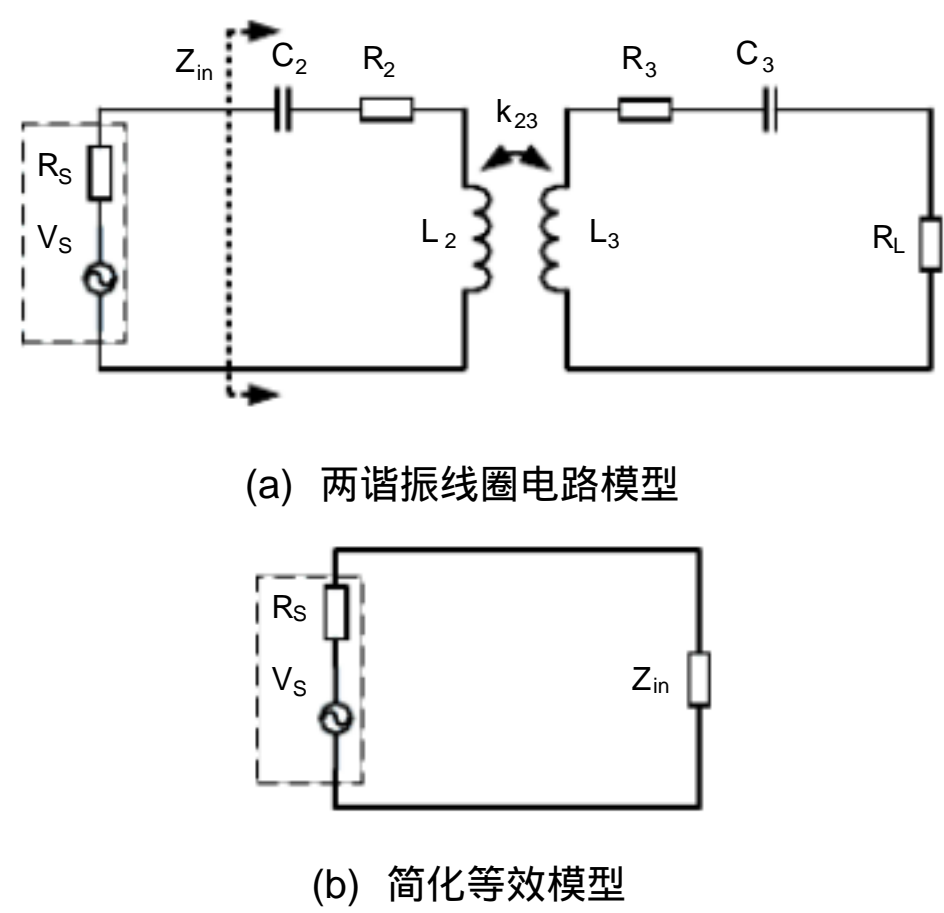 Zin C2 R2 R3 C3
k23
RS
VS L2 L3 RL
(a) 两谐振线圈电路模型
RS
VS Zin
(b) 简化等效模型